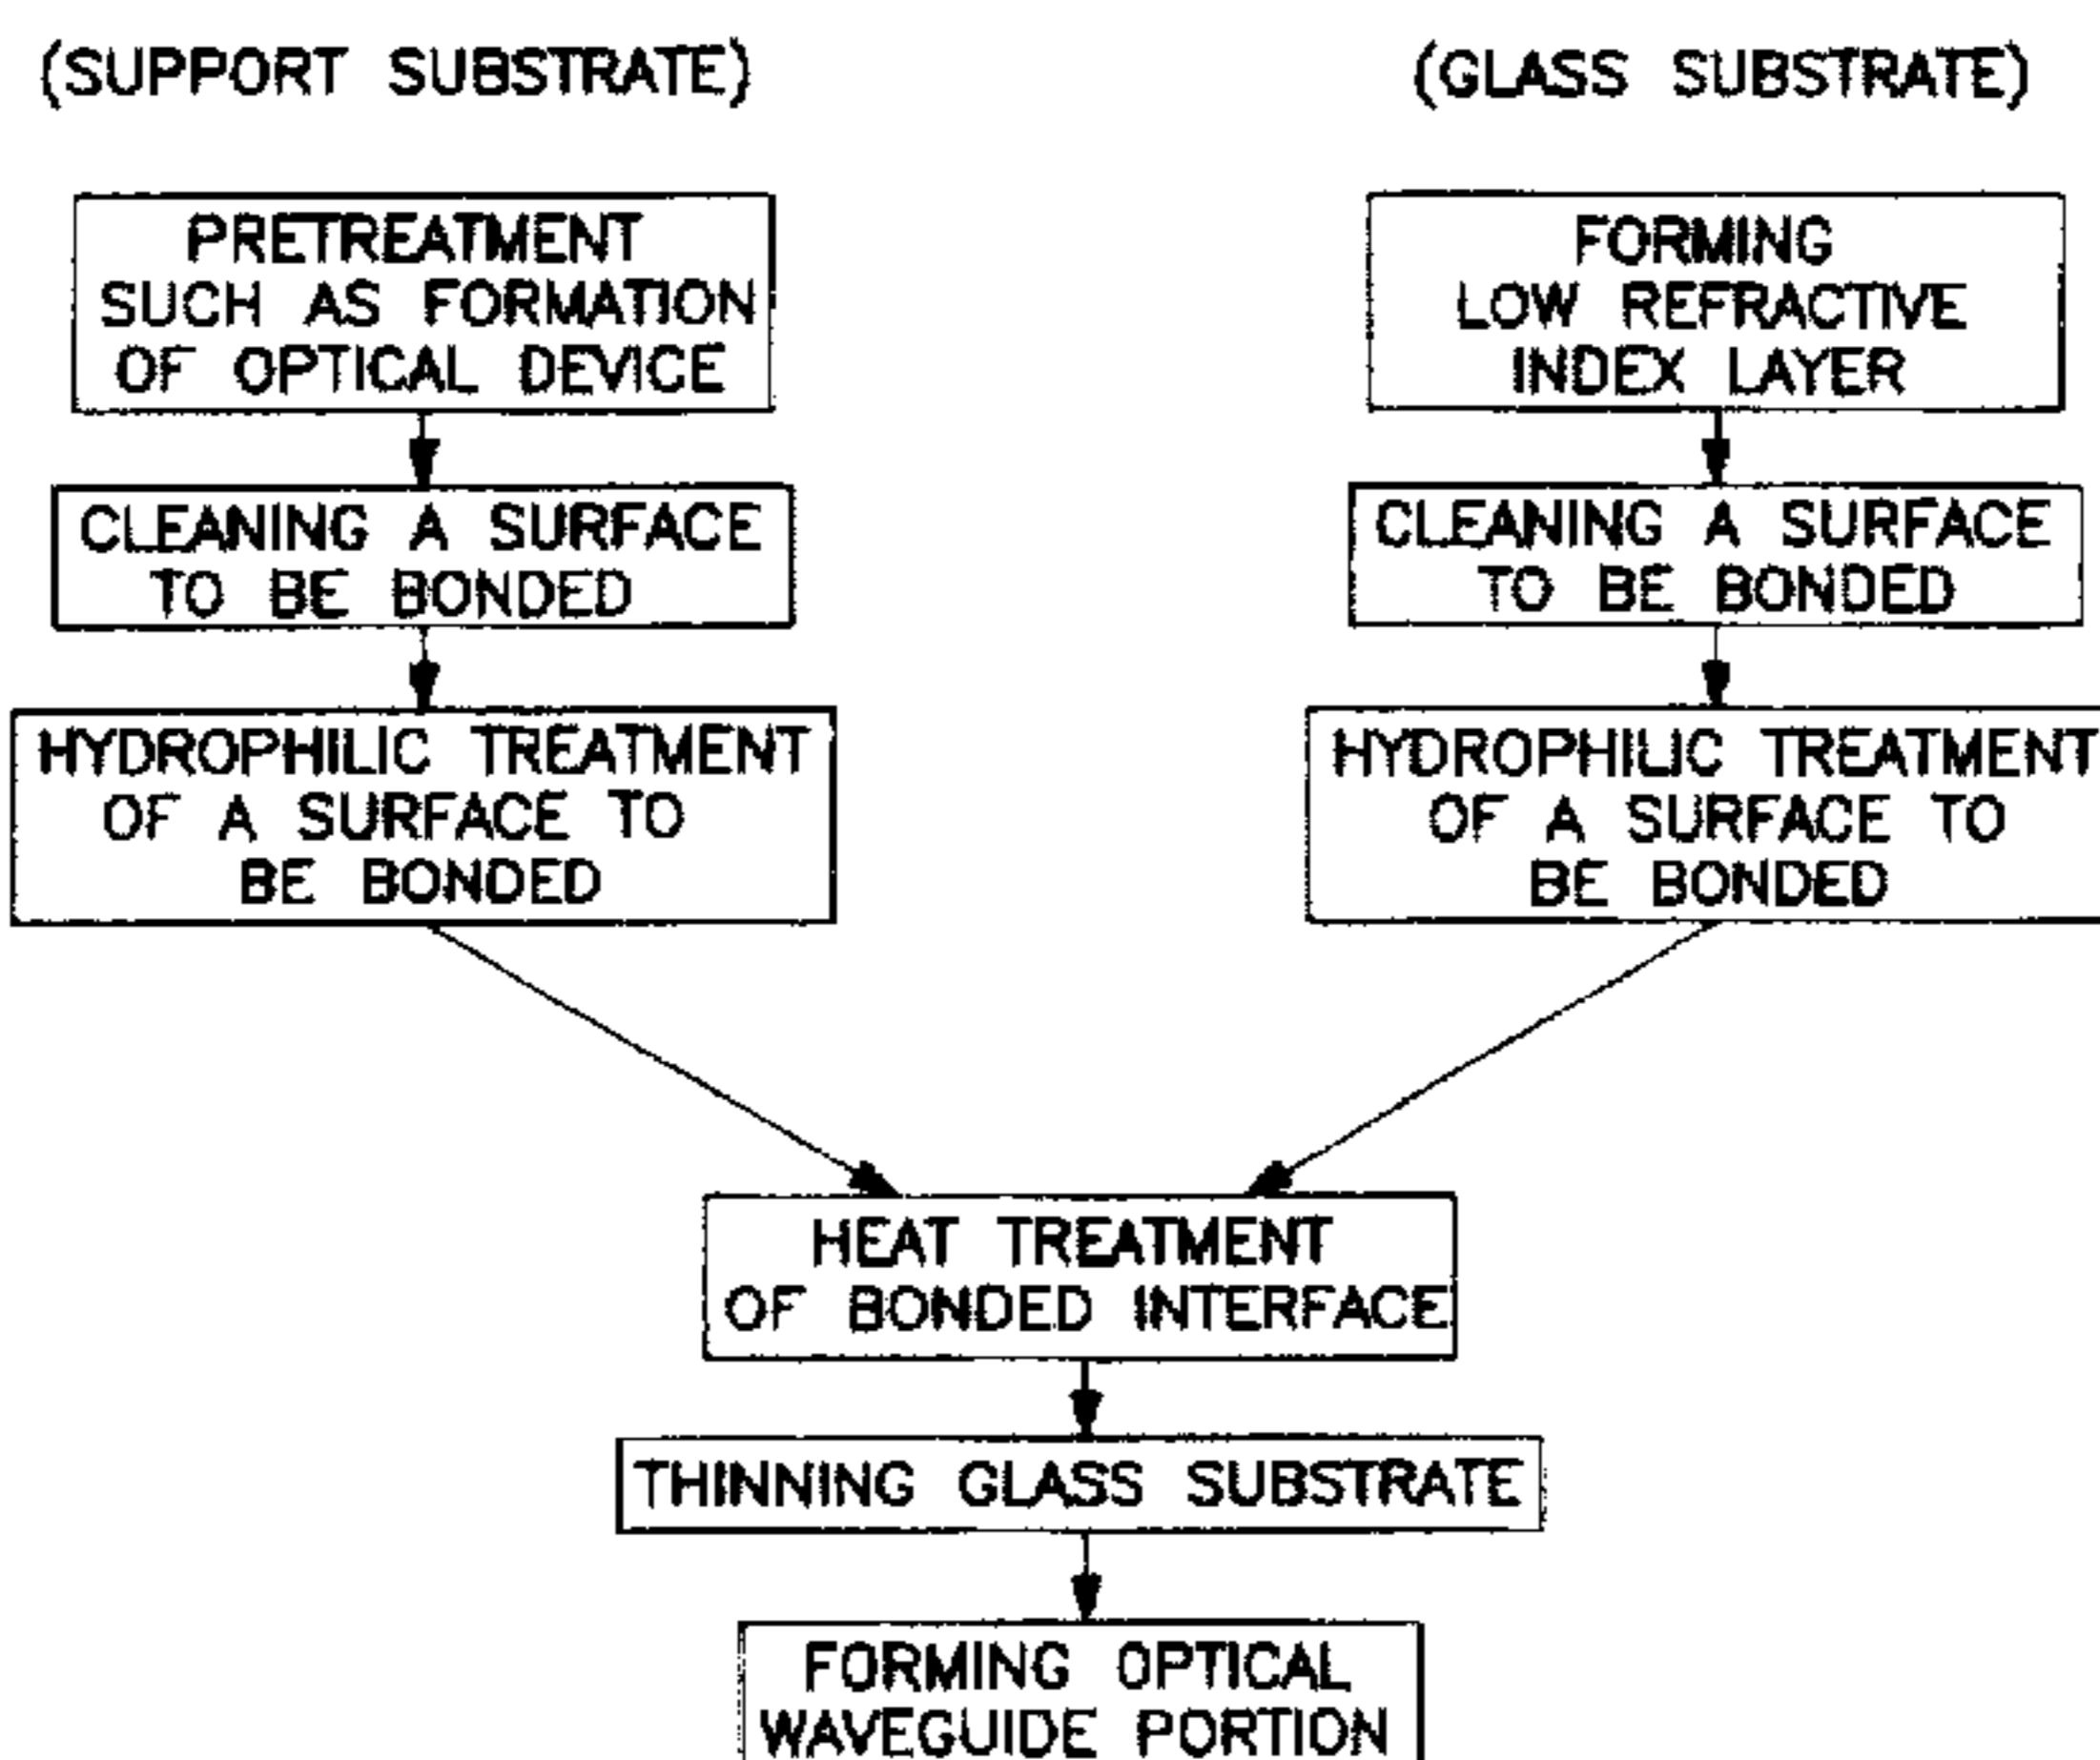 (SUPPORT SUBSTRATE)
(GLASS SUBSTRATE)
PRETREATMENT
SUCH AS FORMATION
OF OPTICAL DEVICE
FORMING
LOW REFRACTIVE
INDEX LAYER
CLEANING A SURFACE
TO BE BONDED
CLEANING A SURFACE
TO BE BONDED
HYDROPHILIC TREATMENT
OF A SURFACE TO
BE BONDED
HYDROPHILIC TREATMENT
OF A SURFACE TO
BE BONDED
HEAT TREATMENT
OF BONDED INTERFACE
THINNING GLASS SUBSTRATE
FORMING OPTICAL
WAVEGUIDE PORTION